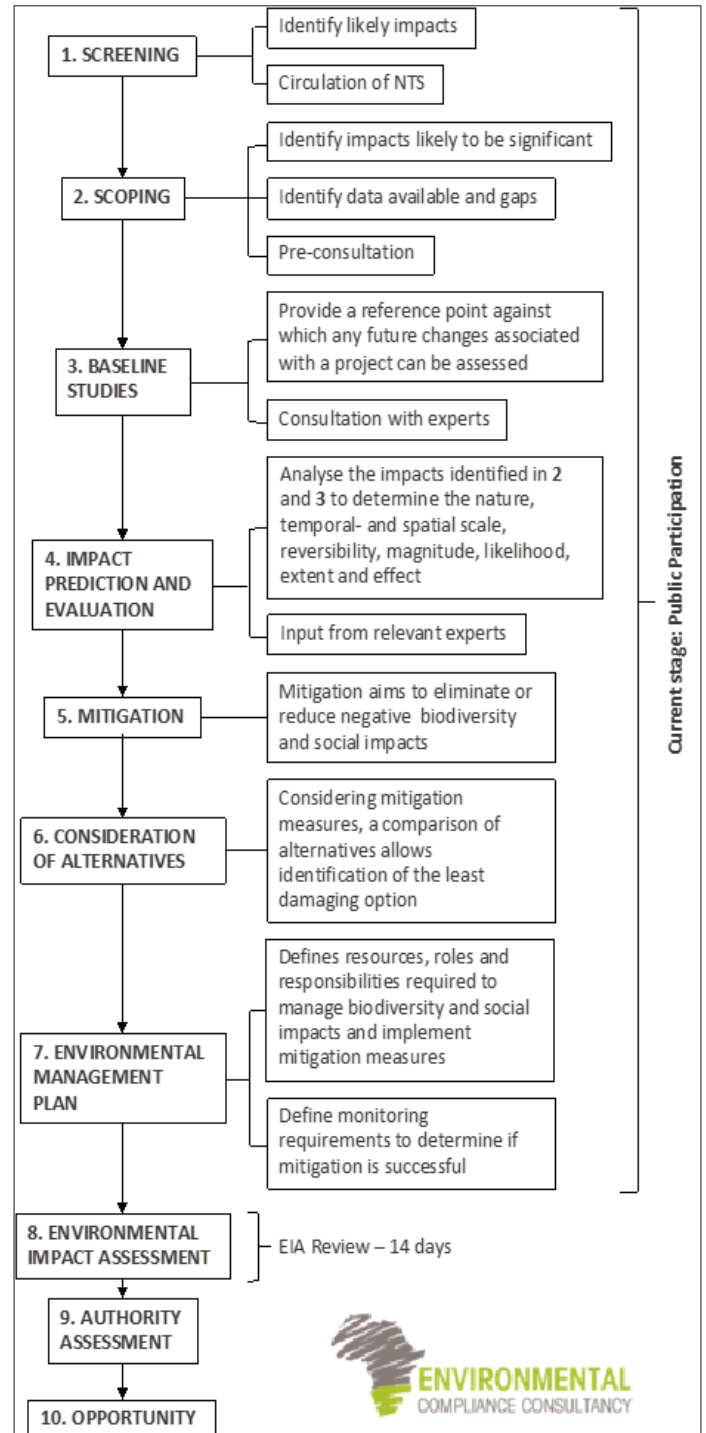 1. SCREENING
Identify likely impacts
Circulation of NTS
2. SCOPING
Identify impacts likely to be significant
Identify data available and gaps
Pre-consultation
3. BASELINE
STUDIES
Provide a reference point against
which any future changes associated
with a project can be assessed
Consultation with experts
4. IMPACT
PREDICTION AND
EVALUATION
Analyse the impacts identified in 2
and 3 to determine the nature,
temporal- and spatial scale,
reversibility, magnitude, likelihood,
extent and effect
Input from relevant experts
5. MITIGATION
Mitigation aims to eliminate or
reduce negative biodiversity
and social impacts
6. CONSIDERATION
OF ALTERNATIVES
Considering mitigation
measures, a comparison of
alternatives allows
identification of the least
damaging option
7. ENVIRONMENTAL
MANAGEMENT
PLAN
Defines resources, roles and
responsibilities required to
manage biodiversity and social
impacts and implement
mitigation measures
Define monitoring
requirements to determine if
mitigation is successful
Current stage: Public Participation
8. ENVIRONMENTAL
IMPACT ASSESSMENT
EIA Review – 14 days
9. AUTHORITY
ASSESSMENT
10. OPPORTUNITY
ENVIRONMENTAL
COMPLIANCE CONSULTANCY